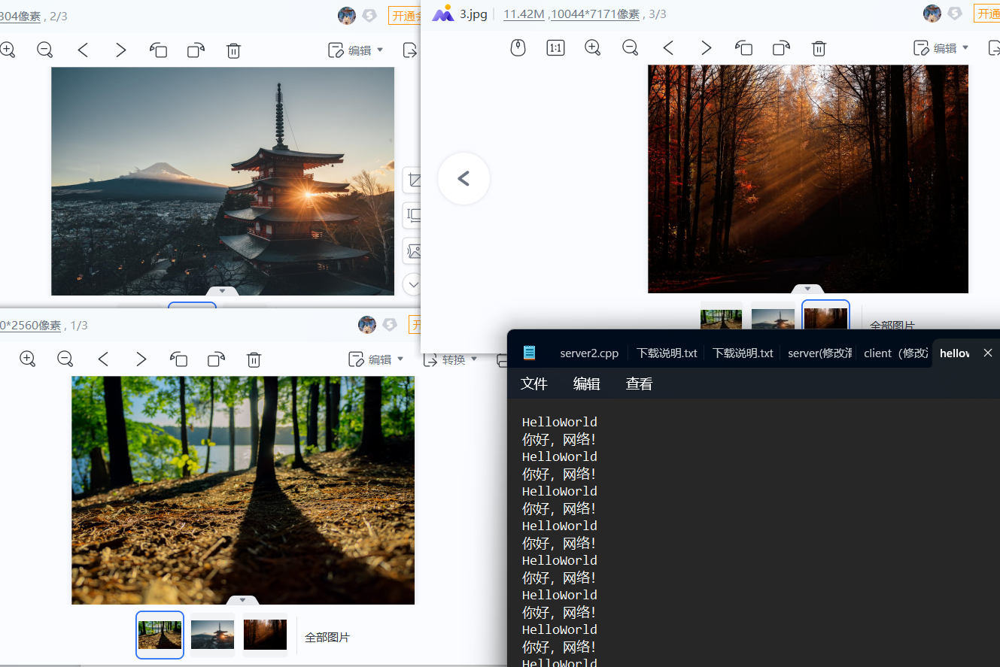 304像素 , 2/3
开通
编辑
3.jpg
11.42M ,10044*7171像素 , 3/3
开通
1:1
编辑
全部图片
0*2560像素 , 1/3
编辑
转换
全部图片
server2.cpp
下载说明.txt
下载说明.txt
server(修改
client（修改
hellow
文件
编辑
查看
HelloWorld
你好，网络!
HelloWorld
你好，网络!
HelloWorld
你好，网络!
HelloWorld
你好，网络!
HelloWorld
你好，网络!
HelloWorld
你好，网络!
HelloWorld
你好，网络!
HelloWorld